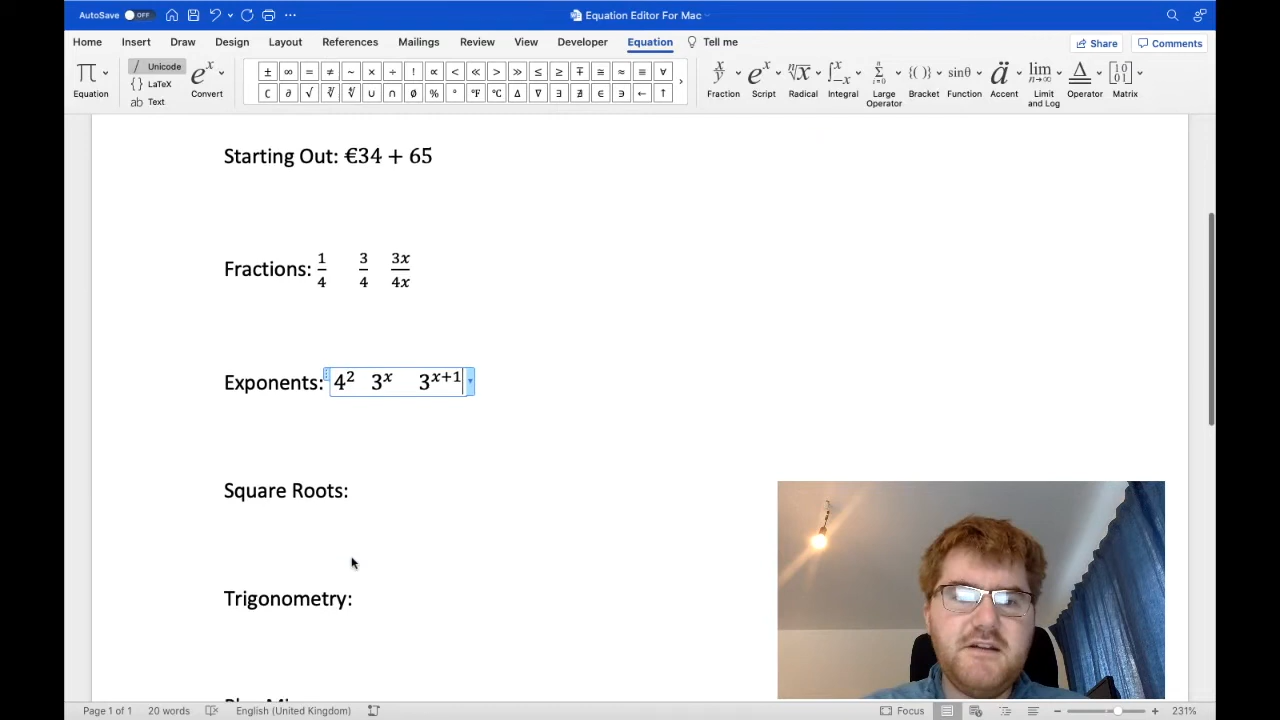 AutoSave OFF Equation Editor For Mac
Home Insert Draw Design Layout References Mailings Review View Developer Equation Tell me Share Comments
π Equation / Unicode {} LaTeX ab Text eˣ Convert
± ∞ = ≠ ~ × ÷ ! ∝ < ≪ > ≫ ≤ ≥ ∓ ≅ ≈ ≡ ∀
∁ ∂ √ ∛ ∜ ∪ ∩ ∅ % ° °F °C ∆ ∇ ∃ ∄ ∈ ∋ ← ↑
Fraction Script Radical Integral Large Operator Bracket Function Accent Limit and Log Operator Matrix
Starting Out: €34 + 65
Fractions: 1/4 3/4 3x/4x
Exponents: 4² 3ˣ 3ˣ⁺¹
Square Roots:
Trigonometry:
Page 1 of 1 20 words English (United Kingdom) Focus 231%